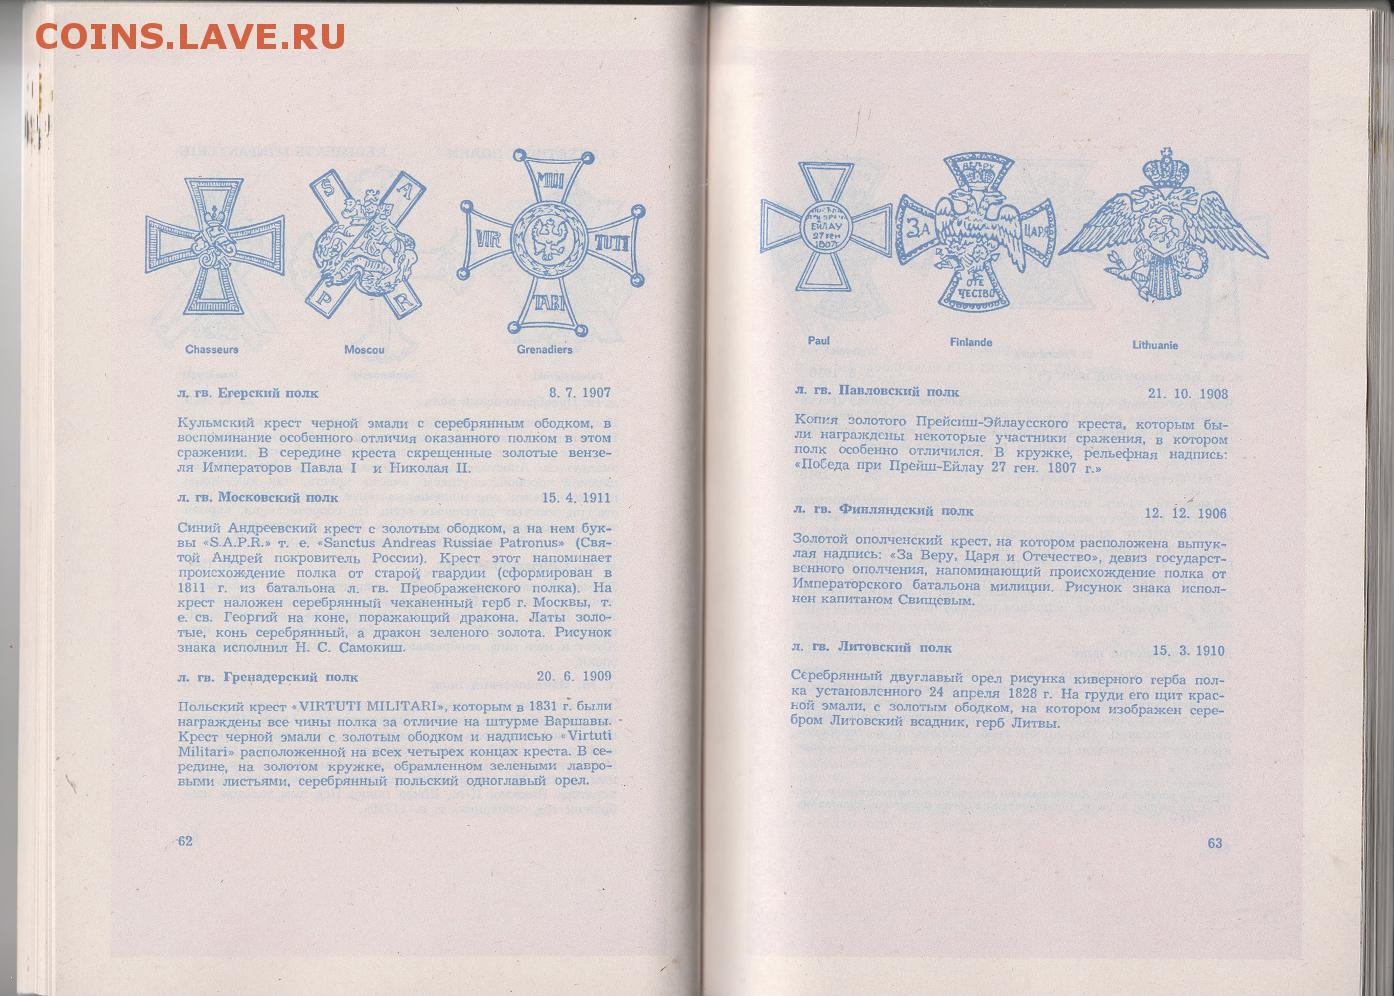 COINS.LAVE.RU
S A
P R
MILI
VIR TUTI
TARI
Chasseurs Moscou Grenadiers
л. гв. Егерский полк 8. 7. 1907
Кульмский крест черной эмали с серебрянным ободком, в
воспоминание особенного отличия оказанного полком в этом
сражении. В середине креста скрещенные золотые вензе-
ля Императоров Павла I и Николая II.
л. гв. Московский полк 15. 4. 1911
Синий Андреевский крест с золотым ободком, а на нем бук-
вы «S.A.P.R.» т. е. «Sanctus Andreas Russiae Patronus» (Свя-
той Андрей покровитель России). Крест этот напоминает
происхождение полка от старой гвардии (сформирован в
1811 г. из батальона л. гв. Преображенского полка). На
крест наложен серебрянный чеканенный герб г. Москвы, т.
е. св. Георгий на коне, поражающий дракона. Латы золо-
тые, конь серебрянный, а дракон зеленого золота. Рисунок
знака исполнил Н. С. Самокиш.
л. гв. Гренадерский полк 20. 6. 1909
Польский крест «VIRTUTI MILITARI», которым в 1831 г. были
награждены все чины полка за отличие на штурме Варшавы.
Крест черной эмали с золотым ободком и надписью «Virtuti
Militari» расположенной на всех четырех концах креста. В се-
редине, на золотом кружке, обрамленном зелеными лавро-
выми листьями, серебрянный польский одноглавый орел.
62
ЕЙЛАУ
27 ген
1807г
ВЕДРУ
ЗА ЦАРЯ
ОТЕ
ЧЕСТВО
Paul Finlande Lithuanie
л. гв. Павловский полк 21. 10. 1908
Копия золотого Прейсиш-Эйлаусского креста, которым бы-
ли награждены некоторые участники сражения, в котором
полк особенно отличился. В кружке, рельефная надпись:
«Победа при Прейш-Ейлау 27 ген. 1807 г.»
л. гв. Финляндский полк 12. 12. 1906
Золотой ополченский крест, на котором расположена выпук-
лая надпись: «За Веру, Царя и Отечество», девиз государст-
венного ополчения, напоминающий происхождение полка от
Императорского батальона милиции. Рисунок знака испол-
нен капитаном Свищевым.
л. гв. Литовский полк 15. 3. 1910
Серебрянный двуглавый орел рисунка киверного герба пол-
ка установленного 24 апреля 1828 г. На груди его щит крас-
ной эмали, с золотым ободком, на котором изображен сере-
бром Литовский всадник, герб Литвы.
63